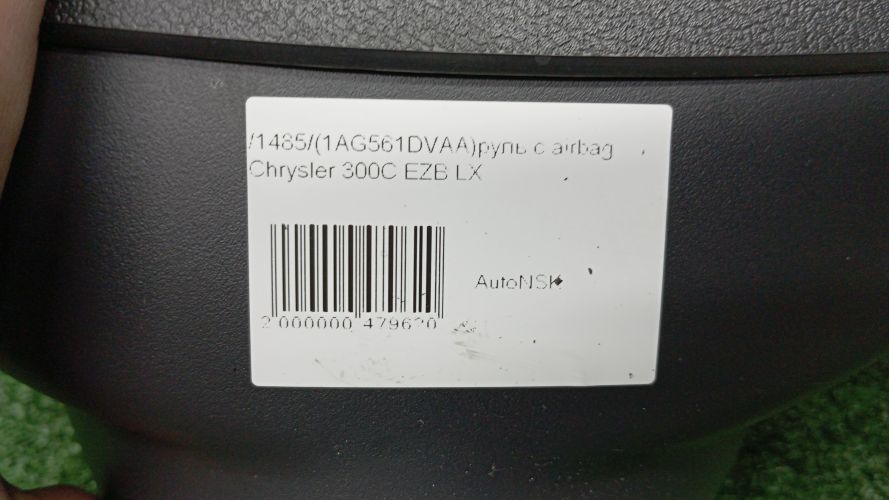 /1485/(1AG561DVAA)руль с airbag
Chrysler 300C EZB LX
AutoNSK
2 000000 479620